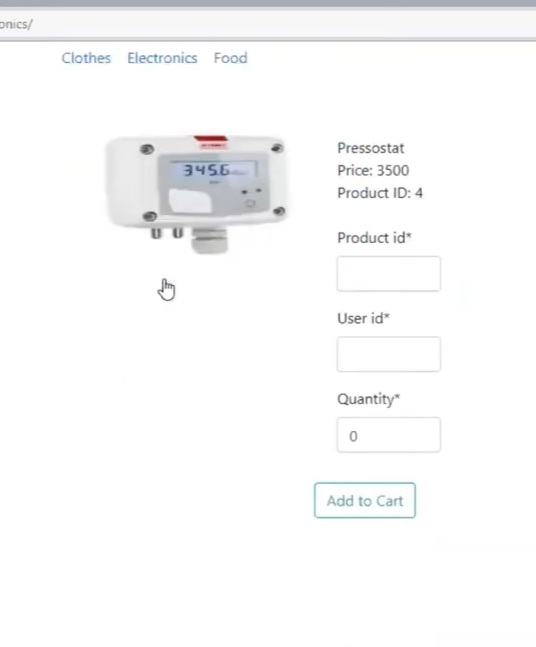 onics/
Clothes Electronics Food
345.6
Pressostat
Price: 3500
Product ID: 4
Product id*
User id*
Quantity*
0
Add to Cart